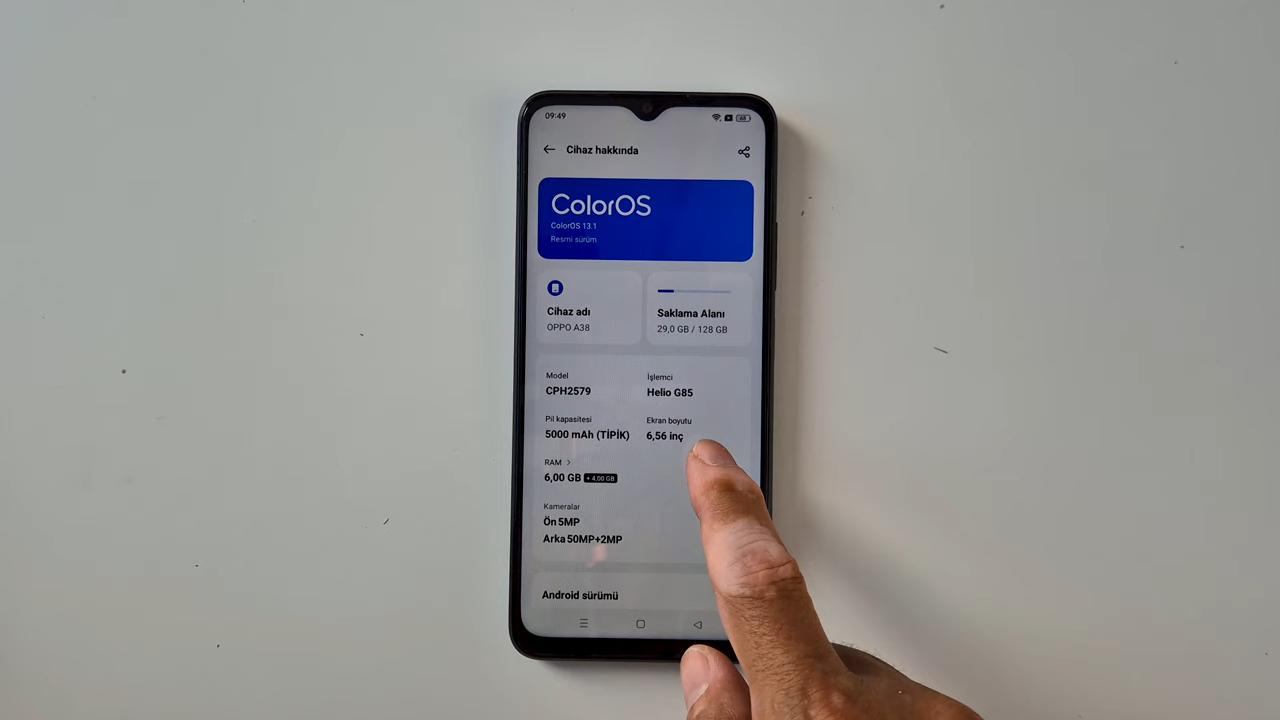 09:49
68
Cihaz hakkında
ColorOS
ColorOS 13.1
Resmi sürüm
Cihaz adı
OPPO A38
Saklama Alanı
29,0 GB / 128 GB
Model
CPH2579
İşlemci
Helio G85
Pil kapasitesi
5000 mAh (TİPİK)
Ekran boyutu
6,56 inç
RAM >
6,00 GB + 4,00 GB
Kameralar
Ön 5MP
Arka 50MP+2MP
Android sürümü